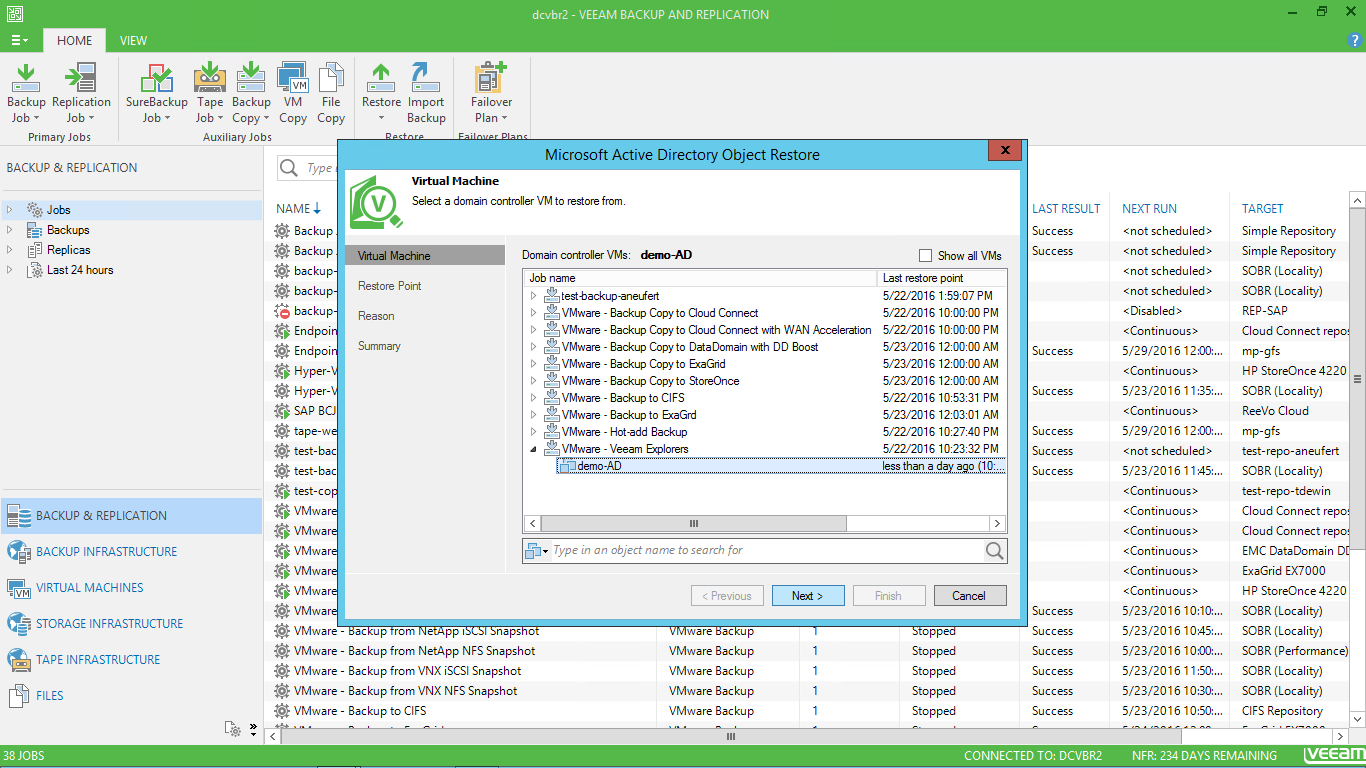 dcvbr2 - VEEAM BACKUP AND REPLICATION
HOME VIEW
Backup Job
Replication Job
SureBackup Job
Tape Job
Backup Copy
VM Copy
File Copy
Restore
Import Backup
Failover Plan
Primary Jobs
Auxiliary Jobs
Restore
Failover Plans
BACKUP & REPLICATION
Jobs
Backups
Replicas
Last 24 hours
BACKUP & REPLICATION
BACKUP INFRASTRUCTURE
VIRTUAL MACHINES
STORAGE INFRASTRUCTURE
TAPE INFRASTRUCTURE
FILES
Type
Microsoft Active Directory Object Restore
Virtual Machine
Select a domain controller VM to restore from.
Virtual Machine
Restore Point
Reason
Summary
Domain controller VMs: demo-AD
Show all VMs
Job name Last restore point
test-backup-aneufert 5/22/2016 1:59:07 PM
VMware - Backup Copy to Cloud Connect 5/22/2016 10:00:00 PM
VMware - Backup Copy to Cloud Connect with WAN Acceleration 5/22/2016 10:00:00 PM
VMware - Backup Copy to DataDomain with DD Boost 5/23/2016 12:00:00 AM
VMware - Backup Copy to ExaGrid 5/23/2016 12:00:00 AM
VMware - Backup Copy to StoreOnce 5/23/2016 12:00:00 AM
VMware - Backup to CIFS 5/22/2016 10:53:31 PM
VMware - Backup to ExaGrd 5/23/2016 12:03:01 AM
VMware - Hot-add Backup 5/22/2016 10:27:40 PM
VMware - Veeam Explorers 5/22/2016 10:23:32 PM
demo-AD less than a day ago (10:...
Type in an object name to search for
< Previous Next > Finish Cancel
NAME LAST RESULT NEXT RUN TARGET
Backup Success <not scheduled> Simple Repository
Backup Success <not scheduled> Simple Repository
backup- <not scheduled> SOBR (Locality)
backup- <not scheduled> SOBR (Locality)
backup- <Disabled> REP-SAP
Endpoin <Continuous> Cloud Connect repos
Endpoin Success 5/29/2016 12:00:... mp-gfs
Hyper-V <Continuous> HP StoreOnce 4220
Hyper-V Success 5/23/2016 11:35:... SOBR (Locality)
SAP BCJ <Continuous> ReeVo Cloud
tape-we Success 5/29/2016 12:00:... mp-gfs
test-bac Success <not scheduled> test-repo-aneufert
test-bac Success 5/23/2016 11:45:... SOBR (Locality)
test-cop <Continuous> test-repo-tdewin
VMware <Continuous> Cloud Connect repos
VMware <Continuous> Cloud Connect repos
VMware <Continuous> EMC DataDomain DD
VMware <Continuous> ExaGrid EX7000
VMware <Continuous> HP StoreOnce 4220
VMware Success 5/23/2016 10:10:... SOBR (Locality)
VMware - Backup from NetApp iSCSI Snapshot VMware Backup 1 Stopped Success 5/23/2016 10:45:... SOBR (Locality)
VMware - Backup from NetApp NFS Snapshot VMware Backup 1 Stopped Success 5/23/2016 10:00:... SOBR (Performance)
VMware - Backup from VNX iSCSI Snapshot VMware Backup 1 Stopped Success 5/23/2016 11:50:... SOBR (Locality)
VMware - Backup from VNX NFS Snapshot VMware Backup 1 Stopped Success 5/23/2016 10:30:... SOBR (Locality)
VMware - Backup to CIFS VMware Backup 1 Stopped Success 5/23/2016 10:50:... CIFS Repository
38 JOBS
CONNECTED TO: DCVBR2
NFR: 234 DAYS REMAINING
veeam